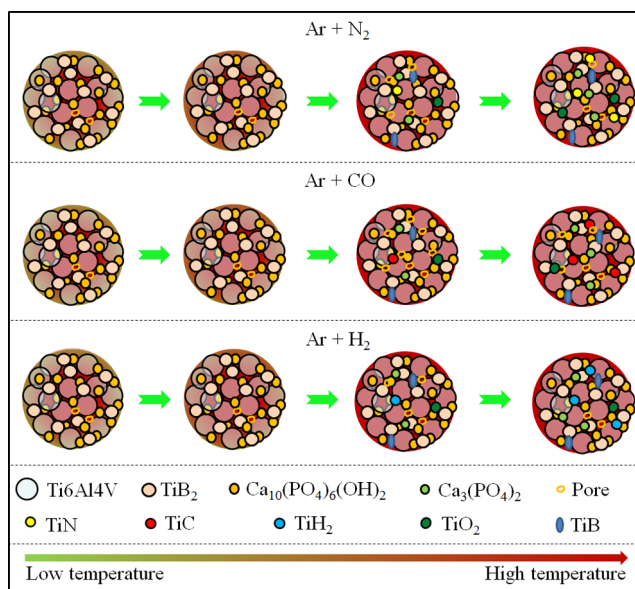 Ar + N₂
Ar + CO
Ar + H₂
Ti6Al4V TiB₂ Ca₁₀(PO₄)₆(OH)₂ Ca₃(PO₄)₂ Pore
TiN TiC TiH₂ TiO₂ TiB
Low temperature High temperature